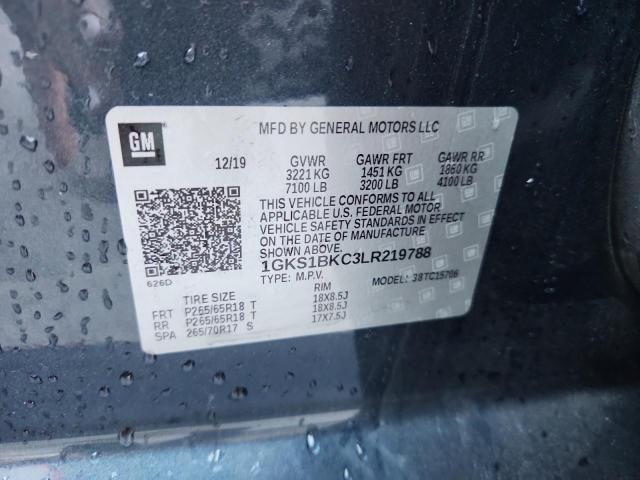 GM
MFD BY GENERAL MOTORS LLC
12/19 GVWR GAWR FRT GAWR RR
3221 KG 1451 KG 1860 KG
7100 LB 3200 LB 4100 LB
THIS VEHICLE CONFORMS TO ALL
APPLICABLE U.S. FEDERAL MOTOR
VEHICLE SAFETY STANDARDS IN EFFECT
ON THE DATE OF MANUFACTURE
SHOWN ABOVE.
1GKS1BKC3LR219788
626D TYPE: M.P.V. MODEL: 38TC15706
TIRE SIZE RIM
FRT P265/65R18 T 18X8.5J
RR P265/65R18 T 18X8.5J
SPA 265/70R17 S 17X7.5J